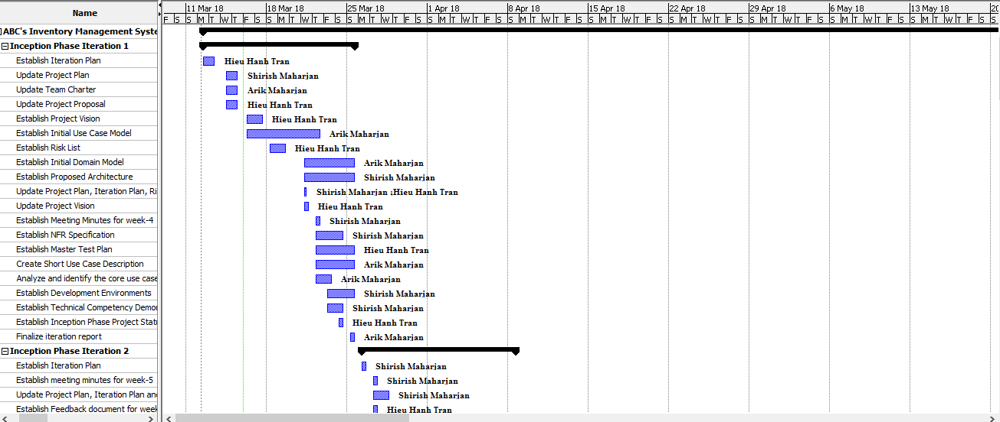 Name
11 Mar 18 18 Mar 18 25 Mar 18 1 Apr 18 8 Apr 18 15 Apr 18 22 Apr 18 29 Apr 18 6 May 18 13 May 18 20
F S S M T W T F S S M T W T F S S M T W T F S S M T W T F S S M T W T F S S M T W T F S S M T W T F S S M T W T F S S M T W T F S S M T W T F S S
ABC's Inventory Management Syste
Inception Phase Iteration 1
Establish Iteration Plan Hieu Hanh Tran
Update Project Plan Shirish Maharjan
Update Team Charter Arik Maharjan
Update Project Proposal Hieu Hanh Tran
Establish Project Vision Hieu Hanh Tran
Establish Initial Use Case Model Arik Maharjan
Establish Risk List Hieu Hanh Tran
Establish Initial Domain Model Arik Maharjan
Establish Proposed Architecture Shirish Maharjan
Update Project Plan, Iteration Plan, Ri Shirish Maharjan ;Hieu Hanh Tran
Update Project Vision Hieu Hanh Tran
Establish Meeting Minutes for week-4 Shirish Maharjan
Establish NFR Specification Shirish Maharjan
Establish Master Test Plan Hieu Hanh Tran
Create Short Use Case Description Arik Maharjan
Analyze and identify the core use case Arik Maharjan
Establish Development Environments Shirish Maharjan
Establish Technical Competency Demo Shirish Maharjan
Establish Inception Phase Project Stat Hieu Hanh Tran
Finalize iteration report Arik Maharjan
Inception Phase Iteration 2
Establish Iteration Plan Shirish Maharjan
Establish meeting minutes for week-5 Shirish Maharjan
Update Project Plan, Iteration Plan and Shirish Maharjan
Establish Feedback document for week Hieu Hanh Tran